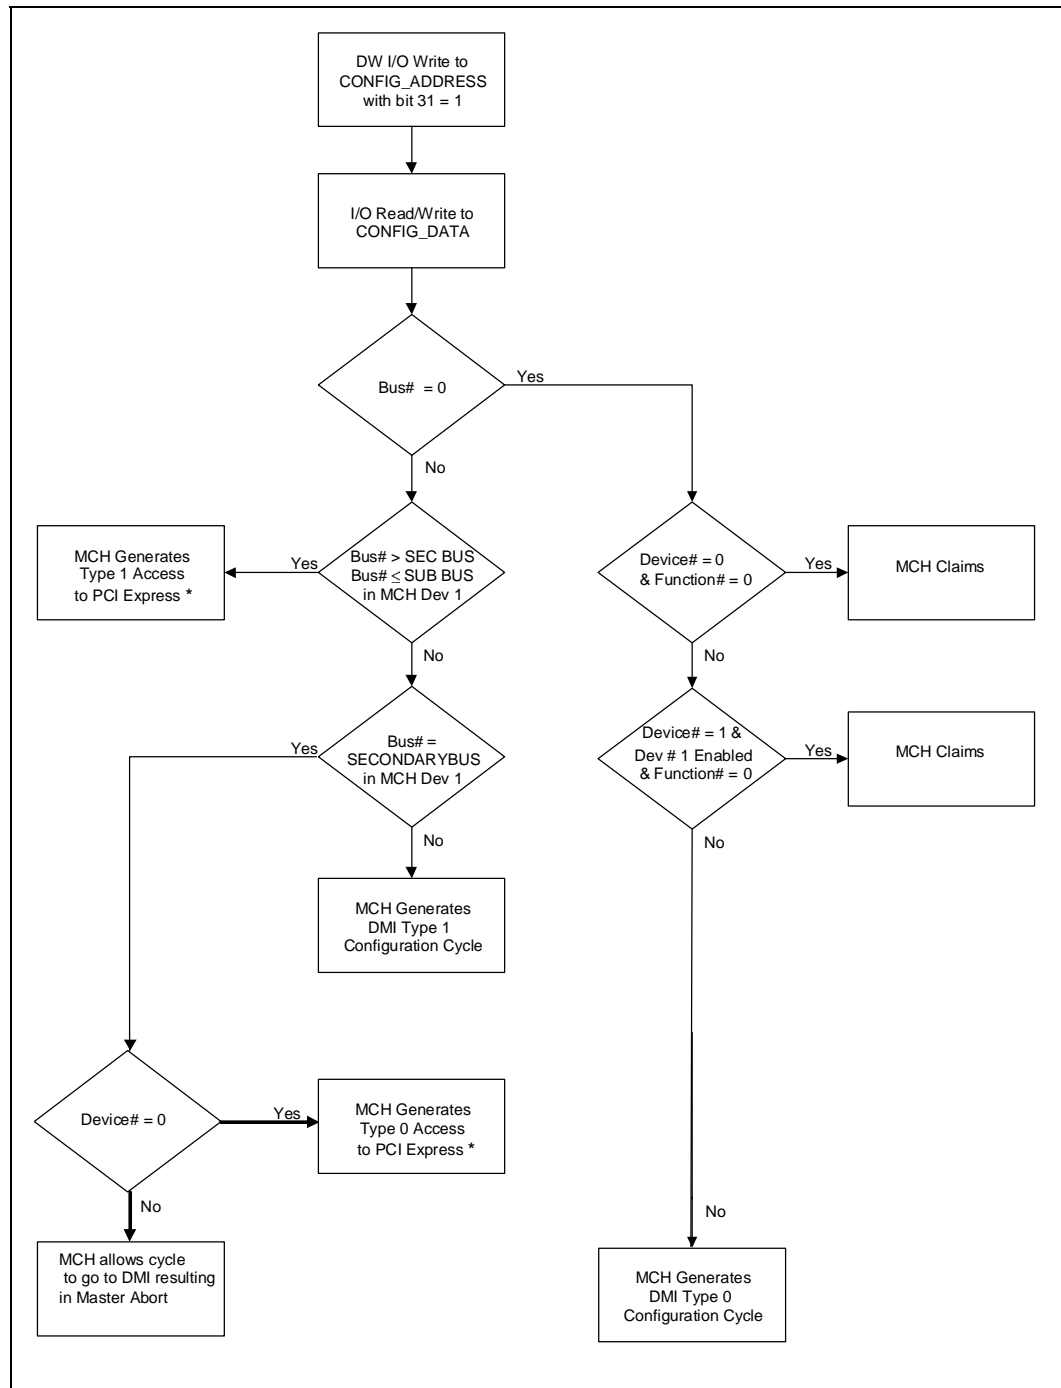 DW I/O Write to
CONFIG_ADDRESS
with bit 31 = 1
I/O Read/Write to
CONFIG_DATA
Bus# = 0
Yes
No
Bus# > SEC BUS
Bus# ≤ SUB BUS
in MCH Dev 1
Yes
MCH Generates
Type 1 Access
to PCI Express *
No
Device# = 0
& Function# = 0
Yes
MCH Claims
No
Bus# =
SECONDARYBUS
in MCH Dev 1
Yes
No
Device# = 1 &
Dev # 1 Enabled
& Function# = 0
Yes
MCH Claims
No
MCH Generates
DMI Type 1
Configuration Cycle
Device# = 0
Yes
MCH Generates
Type 0 Access
to PCI Express *
No
MCH allows cycle
to go to DMI resulting
in Master Abort
No
MCH Generates
DMI Type 0
Configuration Cycle